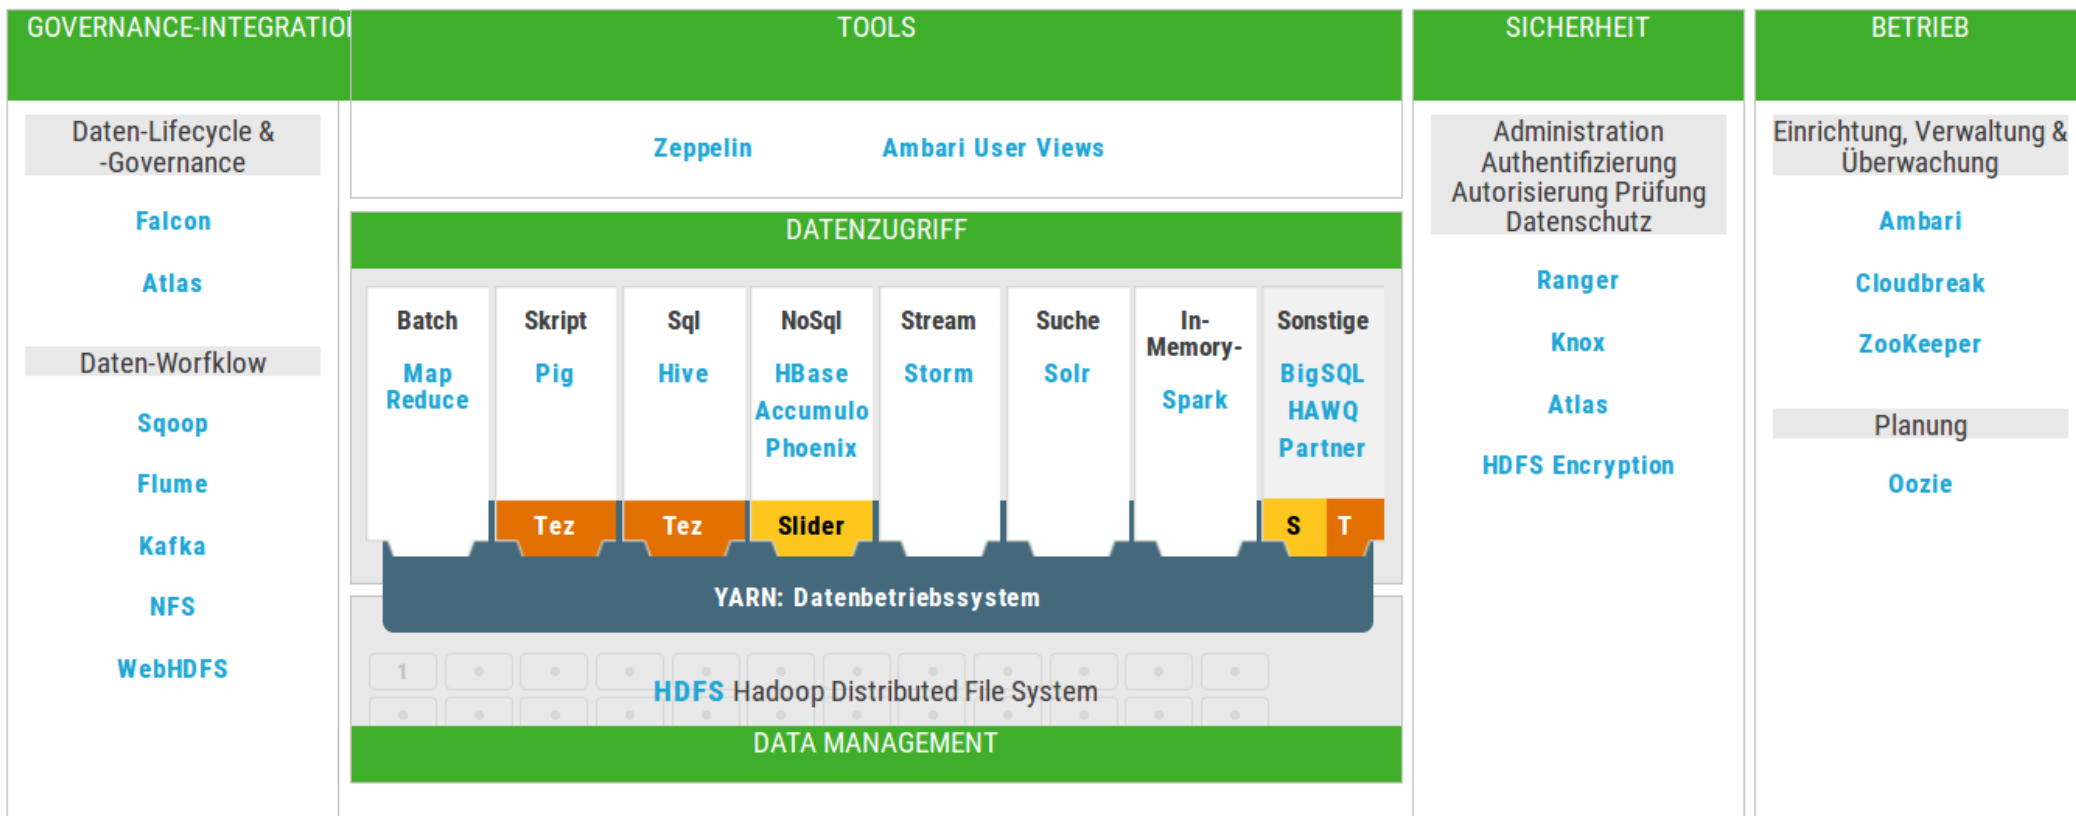 GOVERNANCE-INTEGRATION
Daten-Lifecycle &
-Governance
Falcon
Atlas
Daten-Worfklow
Sqoop
Flume
Kafka
NFS
WebHDFS
TOOLS
Zeppelin
Ambari User Views
DATENZUGRIFF
Batch
Map
Reduce
Skript
Pig
Tez
Sql
Hive
Tez
NoSql
HBase
Accumulo
Phoenix
Slider
Stream
Storm
Suche
Solr
In-
Memory-
Spark
Sonstige
BigSQL
HAWQ
Partner
S
T
YARN: Datenbetriebssystem
1
HDFS Hadoop Distributed File System
DATA MANAGEMENT
SICHERHEIT
Administration
Authentifizierung
Autorisierung Prüfung
Datenschutz
Ranger
Knox
Atlas
HDFS Encryption
BETRIEB
Einrichtung, Verwaltung &
Überwachung
Ambari
Cloudbreak
ZooKeeper
Planung
Oozie